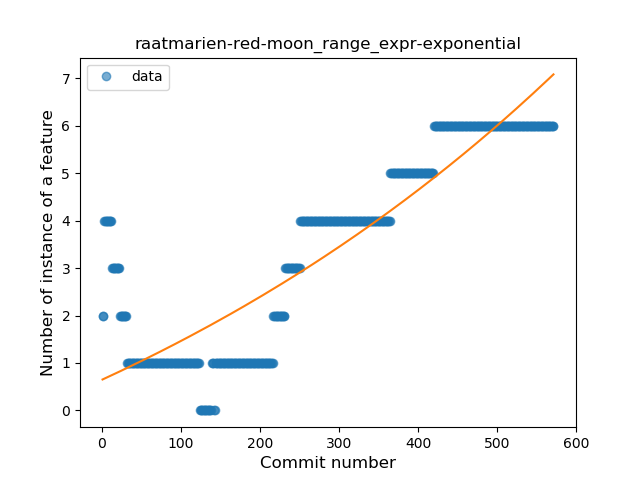 raatmarien-red-moon_range_expr-exponential
data
Number of instance of a feature
7
6
5
4
3
2
1
0
0 100 200 300 400 500 600
Commit number